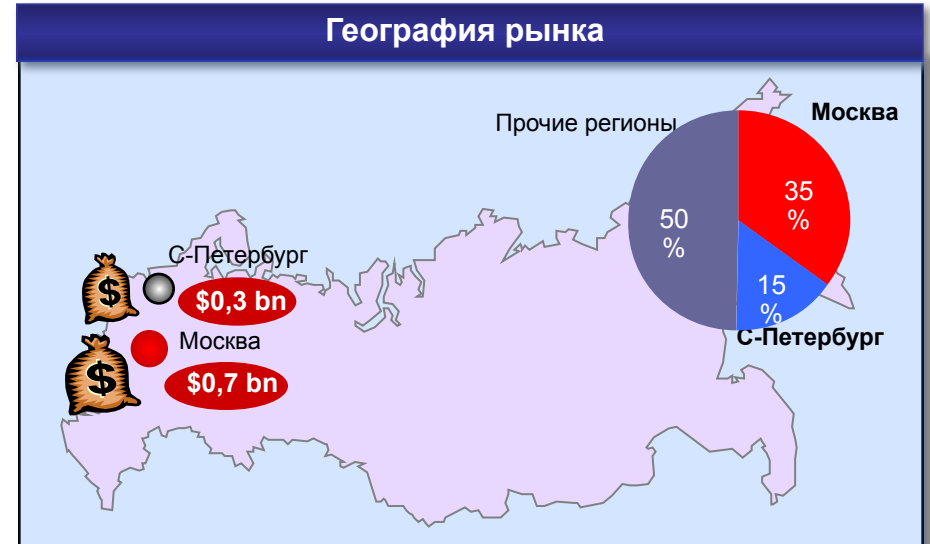 География рынка
Прочие регионы
Москва
35
%
50
%
15
%
С-Петербург
С-Петербург
$
$0,3 bn
Москва
$
$0,7 bn